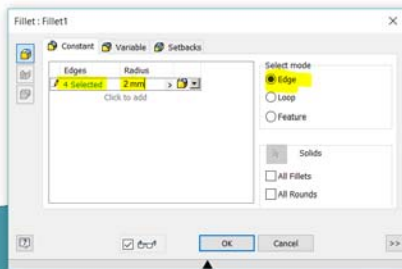 Fillet : Fillet1
Constant
Variable
Setbacks
Edges
Radius
4 Selected
2 mm
Click to add
Select mode
Edge
Loop
Feature
Solids
All Fillets
All Rounds
OK
Cancel
>>